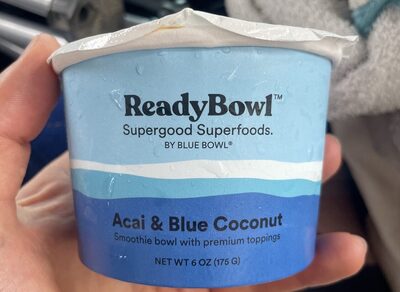 ReadyBowl™
Supergood Superfoods.
BY BLUE BOWL®
Acai & Blue Coconut
Smoothie bowl with premium toppings
NET WT 6 OZ (175 G)